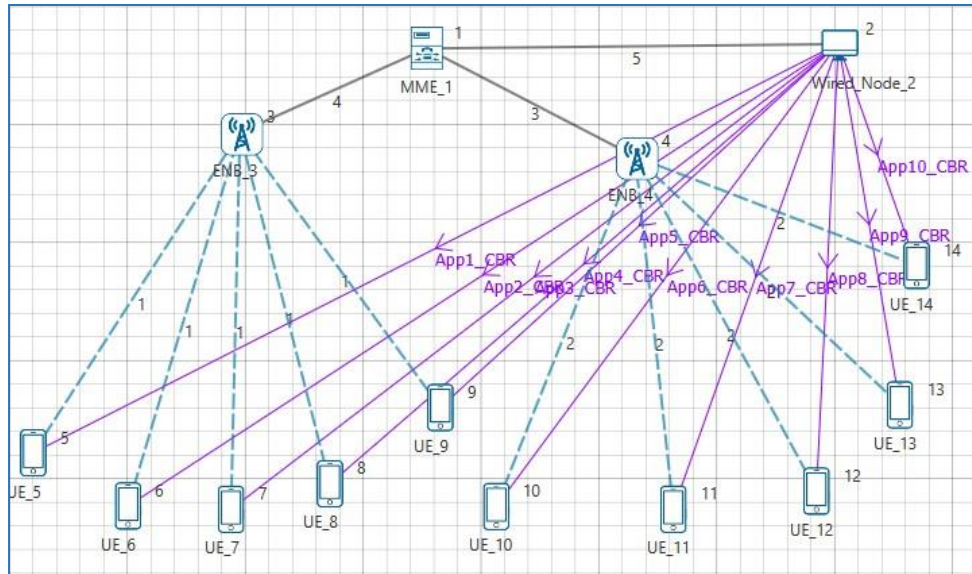 1
2
MME_1
5
Wired_Node_2
4
3
3
4
ENB_3
ENB_4
App10_CBR
2
App5_CBR
App9_CBR
14
App1_CBR
App2_CBR
App3_CBR
App4_CBR
App6_CBR
App7_CBR
App8_CBR
UE_14
1
1
1
1
1
2
2
2
2
9
13
UE_9
UE_13
5
UE_5
6
7
8
10
11
12
UE_6
UE_7
UE_8
UE_10
UE_11
UE_12